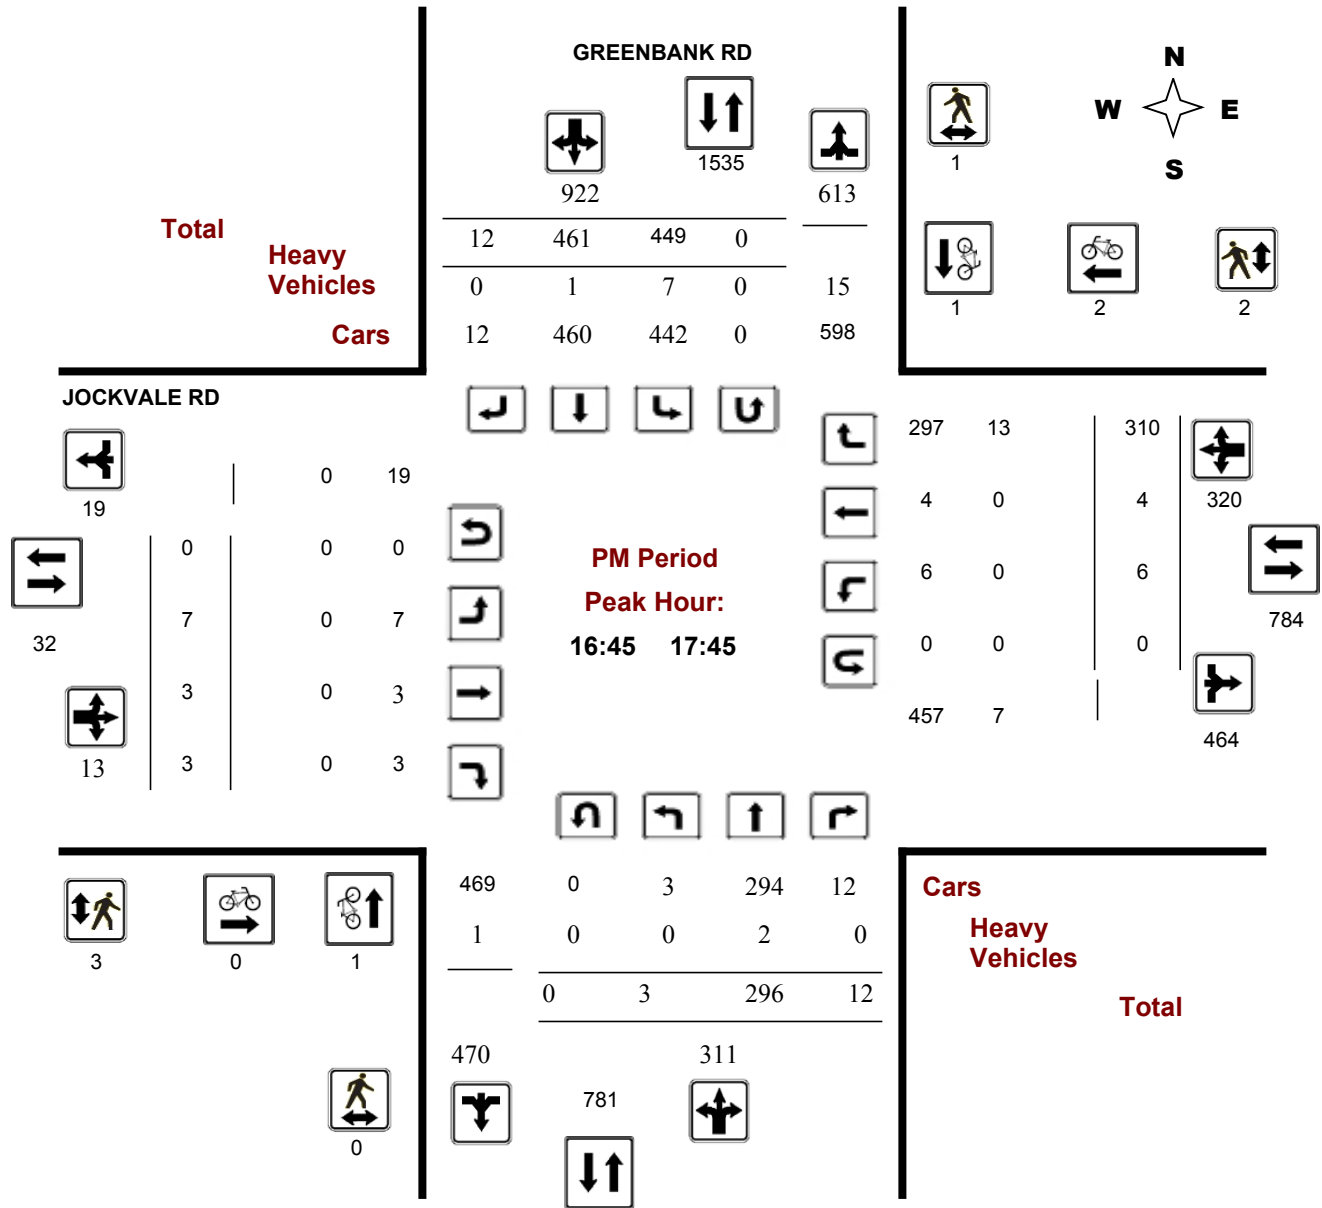 GREENBANK RD
N
W E
S
1535
1
922
613
Total
12 461 449 0
Heavy
Vehicles
0 1 7 0 15
1 2 2
Cars
12 460 442 0 598
JOCKVALE RD
297 13 310
0 19
19
4 0 4 320
0 0 0
PM Period
6 0 6
Peak Hour:
7 0 7
784
32
16:45 17:45
0 0 0
3 0 3
457 7
464
13 3 0 3
469 0 3 294 12
Cars
1 0 0 2 0
Heavy
Vehicles
3 0 1
0 3 296 12
Total
470 311
781
0